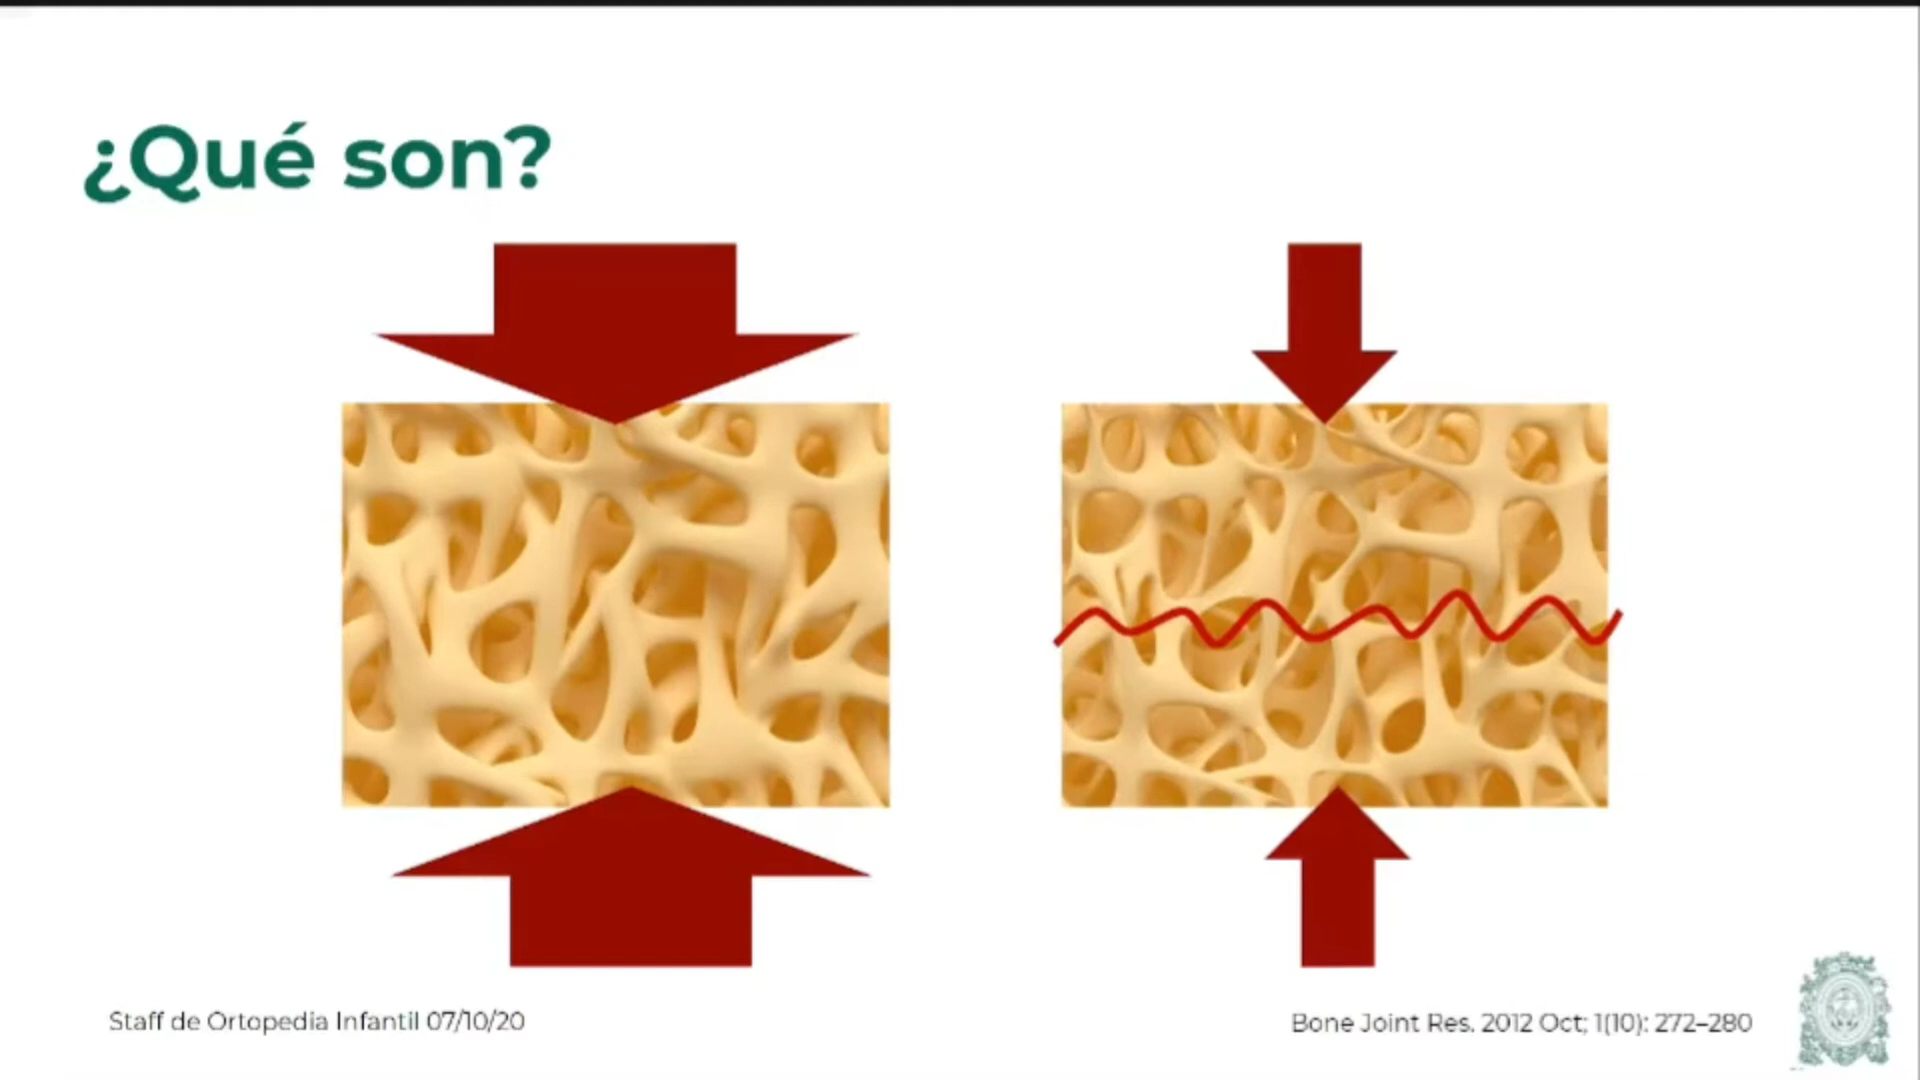 ¿Qué son?
Staff de Ortopedia Infantil 07/10/20
Bone Joint Res. 2012 Oct; 1(10): 272–280